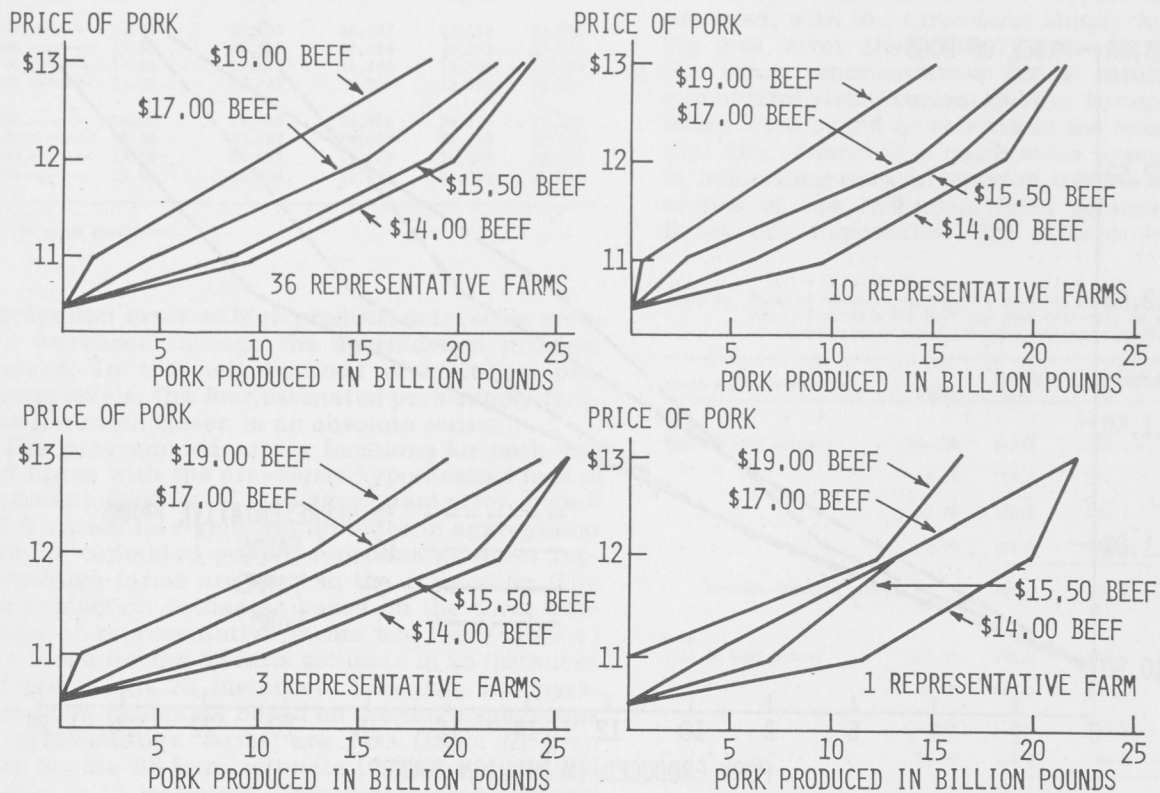 PRICE OF PORK
$13
$19.00 BEEF
$17.00 BEEF
12
$15.50 BEEF
$14.00 BEEF
11
36 REPRESENTATIVE FARMS
5 10 15 20 25
PORK PRODUCED IN BILLION POUNDS
PRICE OF PORK
$13
$19.00 BEEF
$17.00 BEEF
12
$15.50 BEEF
$14.00 BEEF
11
10 REPRESENTATIVE FARMS
5 10 15 20 25
PORK PRODUCED IN BILLION POUNDS
PRICE OF PORK
$13
$19.00 BEEF
$17.00 BEEF
12
$15.50 BEEF
$14.00 BEEF
11
3 REPRESENTATIVE FARMS
5 10 15 20 25
PORK PRODUCED IN BILLION POUNDS
PRICE OF PORK
$13
$19.00 BEEF
$17.00 BEEF
12
$15.50 BEEF
$14.00 BEEF
11
1 REPRESENTATIVE FARM
5 10 15 20 25
PORK PRODUCED IN BILLION POUNDS